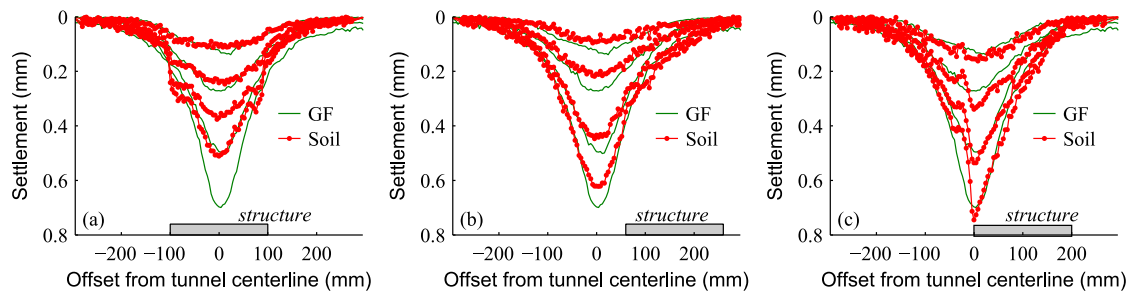 0
0.2
0.4
0.6
0.8
Settlement (mm)
GF
Soil
(a)
structure
−200 −100 0 100 200
Offset from tunnel centerline (mm)
0
0.2
0.4
0.6
0.8
Settlement (mm)
GF
Soil
(b)
structure
−200 −100 0 100 200
Offset from tunnel centerline (mm)
0
0.2
0.4
0.6
0.8
Settlement (mm)
GF
Soil
(c)
structure
−200 −100 0 100 200
Offset from tunnel centerline (mm)